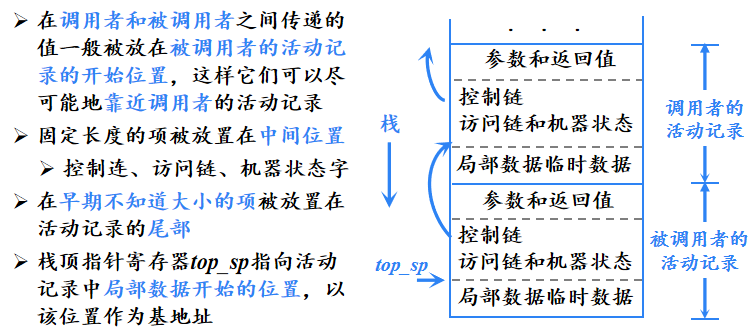 ➢ 在调用者和被调用者之间传递的
值一般被放在被调用者的活动记
录的开始位置，这样它们可以尽
可能地靠近调用者的活动记录
➢ 固定长度的项被放置在中间位置
➢ 控制连、访问链、机器状态字
➢ 在早期不知道大小的项被放置在
活动记录的尾部
➢ 栈顶指针寄存器top_sp指向活动
记录中局部数据开始的位置，以
该位置作为基地址
. . .
参数和返回值
控制链
访问链和机器状态
局部数据临时数据
参数和返回值
控制链
访问链和机器状态
局部数据临时数据
栈
top_sp
调用者的
活动记录
被调用者的
活动记录